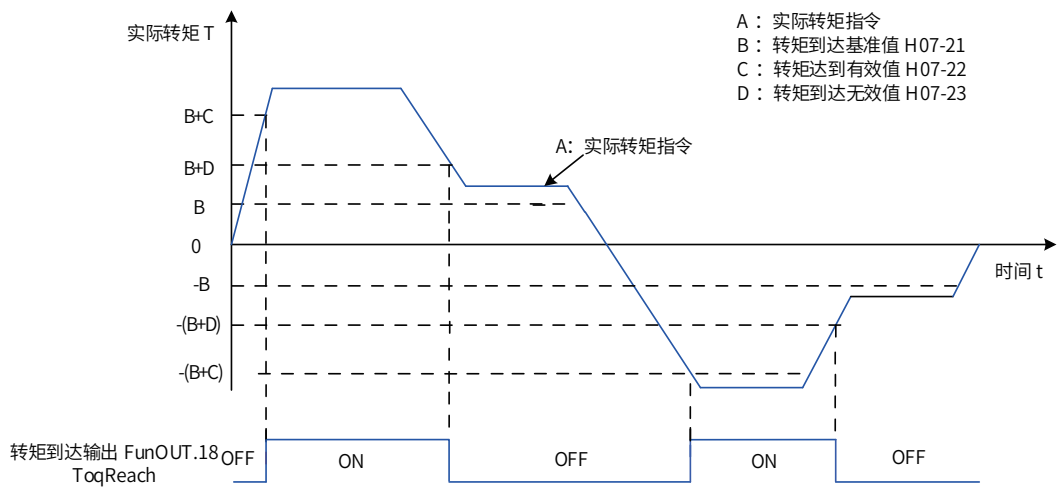 实际转矩 T
A ：实际转矩指令
B ：转矩到达基准值 H07-21
C ：转矩达到有效值 H07-22
D ：转矩到达无效值 H07-23
B+C
A：实际转矩指令
B+D
B
0
时间 t
-B
-(B+D)
-(B+C)
转矩到达输出 FunOUT.18
ToqReach
OFF
ON
OFF
ON
OFF